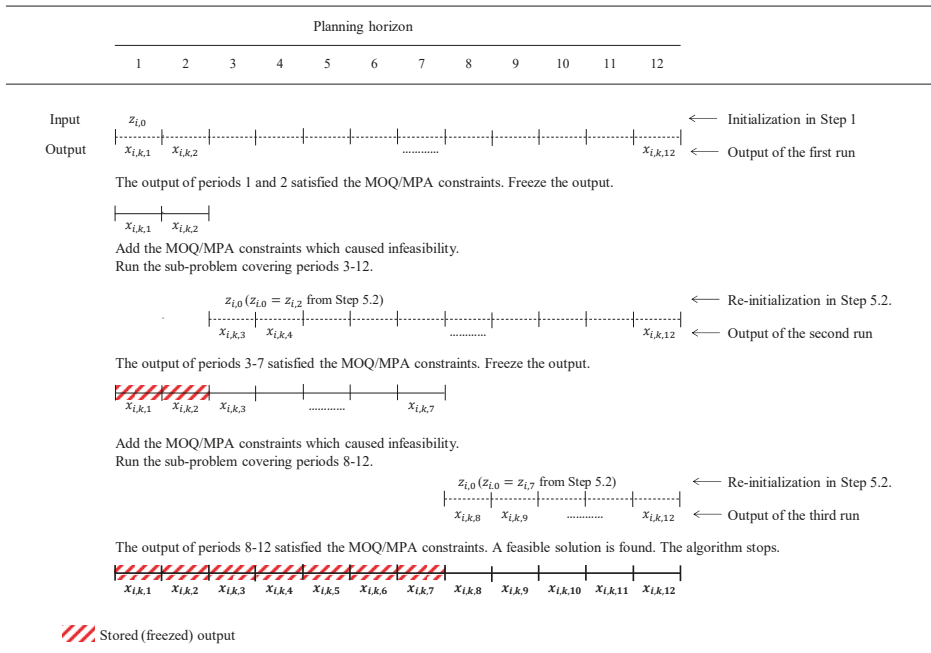 Planning horizon
1 2 3 4 5 6 7 8 9 10 11 12
Input z_{i,0} Initialization in Step 1
Output x_{i,k,1} x_{i,k,2} ………… x_{i,k,12} Output of the first run
The output of periods 1 and 2 satisfied the MOQ/MPA constraints. Freeze the output.
x_{i,k,1} x_{i,k,2}
Add the MOQ/MPA constraints which caused infeasibility.
Run the sub-problem covering periods 3-12.
z_{i,0} (z_{i.0} = z_{i,2} from Step 5.2) Re-initialization in Step 5.2.
x_{i,k,3} x_{i,k,4} ………… x_{i,k,12} Output of the second run
The output of periods 3-7 satisfied the MOQ/MPA constraints. Freeze the output.
x_{i,k,1} x_{i,k,2} x_{i,k,3} ………… x_{i,k,7}
Add the MOQ/MPA constraints which caused infeasibility.
Run the sub-problem covering periods 8-12.
z_{i,0} (z_{i.0} = z_{i,7} from Step 5.2) Re-initialization in Step 5.2.
x_{i,k,8} x_{i,k,9} ………… x_{i,k,12} Output of the third run
The output of periods 8-12 satisfied the MOQ/MPA constraints. A feasible solution is found. The algorithm stops.
x_{i,k,1} x_{i,k,2} x_{i,k,3} x_{i,k,4} x_{i,k,5} x_{i,k,6} x_{i,k,7} x_{i,k,8} x_{i,k,9} x_{i,k,10} x_{i,k,11} x_{i,k,12}
Stored (freezed) output